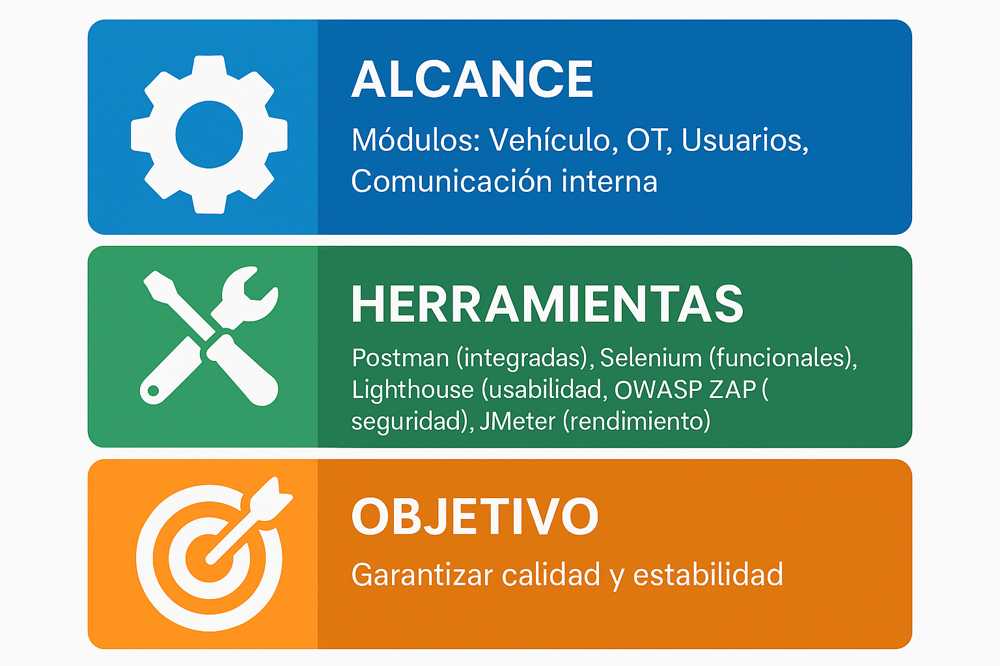 ALCANCE
Módulos: Vehículo, OT, Usuarios,
Comunicación interna
HERRAMIENTAS
Postman (integradas), Selenium (funcionales),
Lighthouse (usabilidad, OWASP ZAP (
seguridad), JMeter (rendimiento)
OBJETIVO
Garantizar calidad y estabilidad